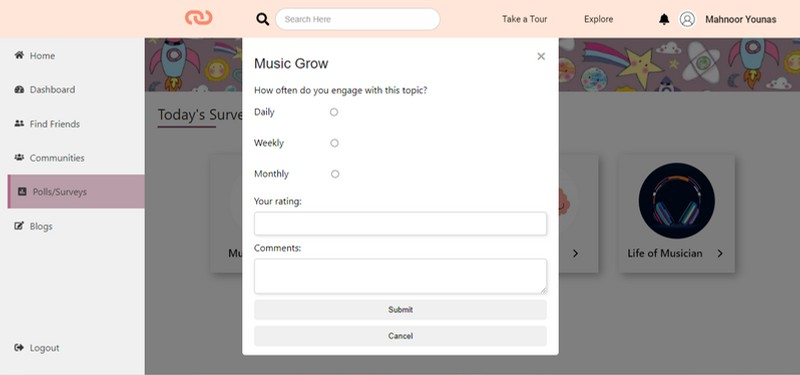 Search Here
Take a Tour
Explore
Mahnoor Younas
Home
Dashboard
Find Friends
Communities
Polls/Surveys
Blogs
Logout
Today's Surve
Mu
Life of Musician
Music Grow
×
How often do you engage with this topic?
Daily
Weekly
Monthly
Your rating:
Comments:
Submit
Cancel